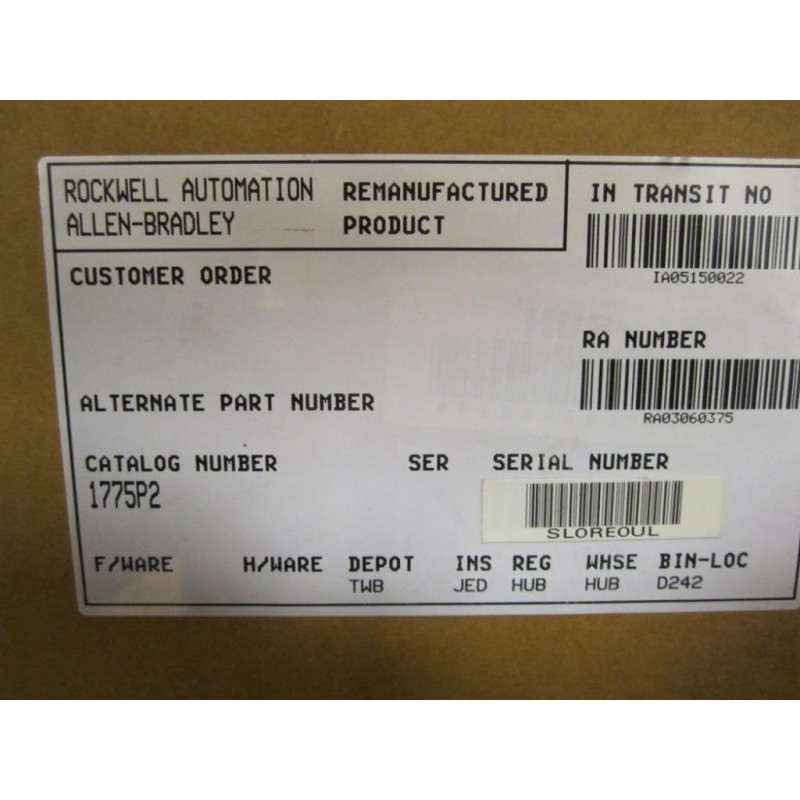 ROCKWELL AUTOMATION
ALLEN-BRADLEY
REMANUFACTURED
PRODUCT
IN TRANSIT NO
IA05150022
CUSTOMER ORDER
RA NUMBER
RA03060375
ALTERNATE PART NUMBER
CATALOG NUMBER SER SERIAL NUMBER
1775P2
SLOREOUL
F/WARE H/WARE DEPOT INS REG WHSE BIN-LOC
TWB JED HUB HUB D242